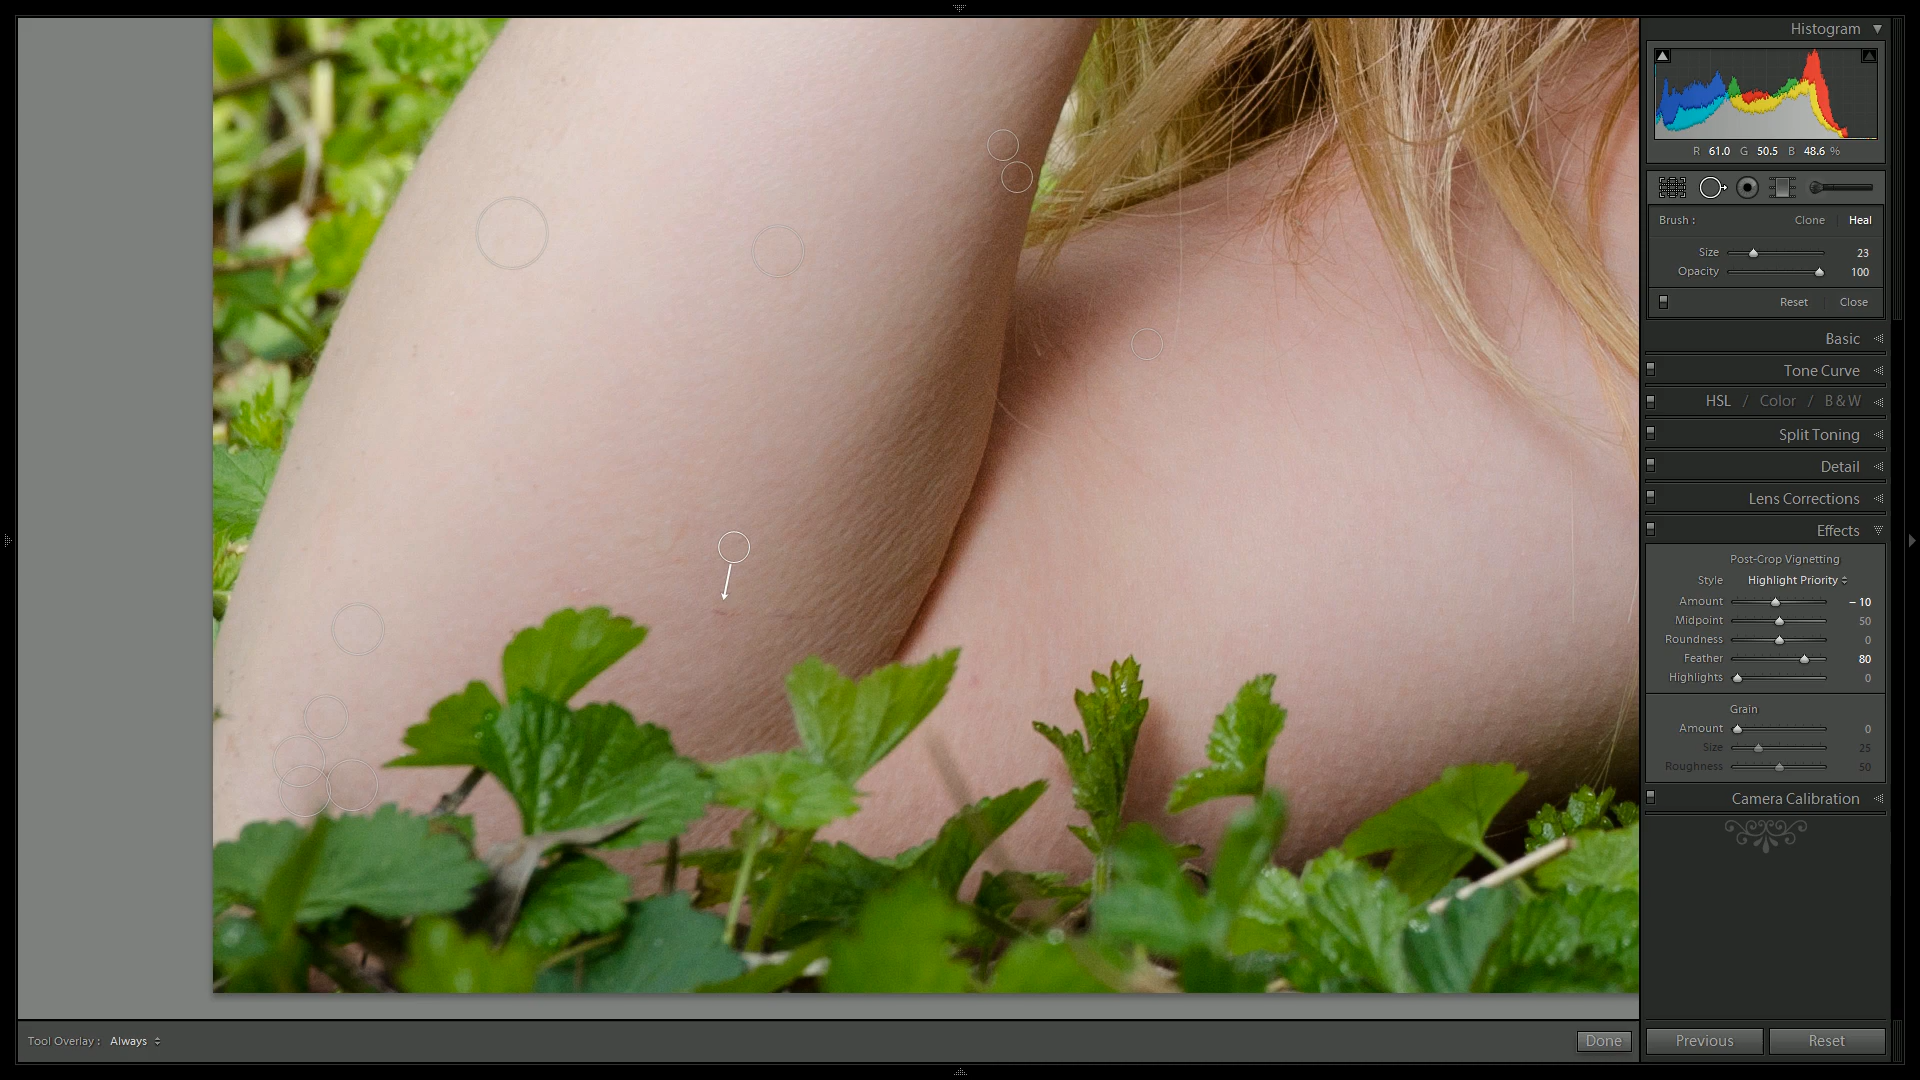 Histogram
R 61.0 G 50.5 B 48.6 %
Brush : Clone Heal
Size 23
Opacity 100
Reset Close
Basic
Tone Curve
HSL / Color / B & W
Split Toning
Detail
Lens Corrections
Effects
Post-Crop Vignetting
Style Highlight Priority
Amount – 10
Midpoint 50
Roundness 0
Feather 80
Highlights 0
Grain
Amount 0
Size 25
Roughness 50
Camera Calibration
Tool Overlay : Always
Done
Previous
Reset